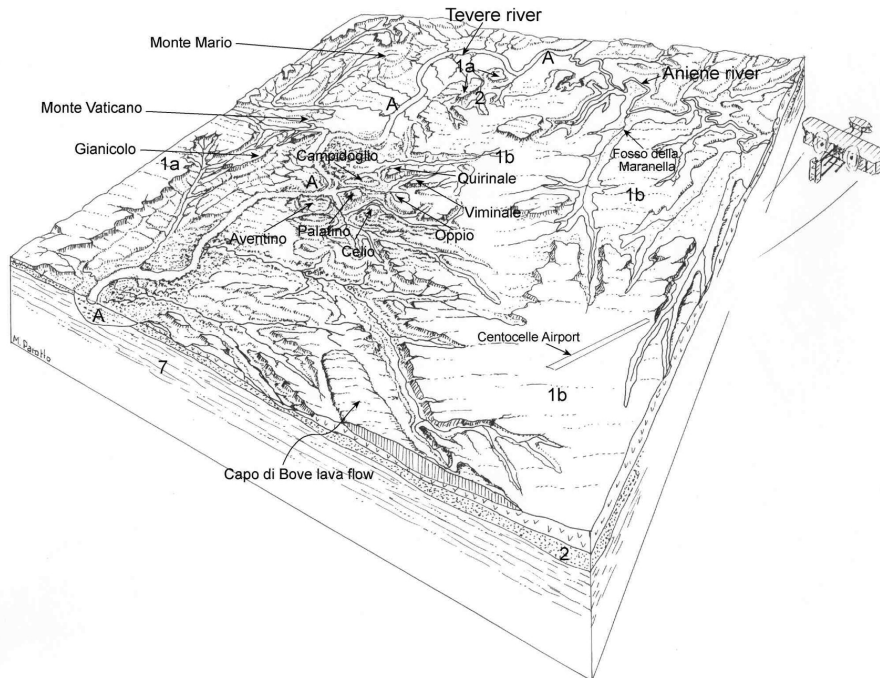 Tevere river
Monte Mario
A
1a
Aniene river
2
A
Monte Vaticano
Gianicolo
1a
Campidoglio
1b
Fosso della
Maranella
Quirinale
A
1b
Viminale
Aventino
Palatino
Oppio
Celio
A
Centocelle Airport
M. Parotto
7
1b
Capo di Bove lava flow
2